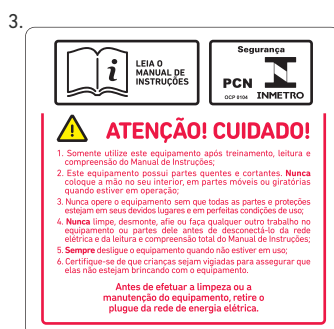 3.
LEIA O
MANUAL DE
INSTRUÇÕES
Segurança
PCN
OCP 0104
INMETRO
ATENÇÃO! CUIDADO!
1. Somente utilize este equipamento após treinamento, leitura e
compreensão do Manual de Instruções;
2. Este equipamento possui partes quentes e cortantes. Nunca
coloque a mão no seu interior, em partes móveis ou giratórias
quando estiver em operação;
3. Nunca opere o equipamento sem que todas as partes e proteções
estejam em seus devidos lugares e em perfeitas condições de uso;
4. Nunca limpe, desmonte, afie ou faça qualquer outro trabalho no
equipamento ou partes dele antes de desconectá-lo da rede
elétrica e da leitura e compreensão total do Manual de Instruções;
5. Sempre desligue o equipamento quando não estiver em uso;
6. Certifique-se de que crianças sejam vigiadas para assegurar que
elas não estejam brincando com o equipamento.
Antes de efetuar a limpeza ou a
manutenção do equipamento, retire o
plugue da rede de energia elétrica.